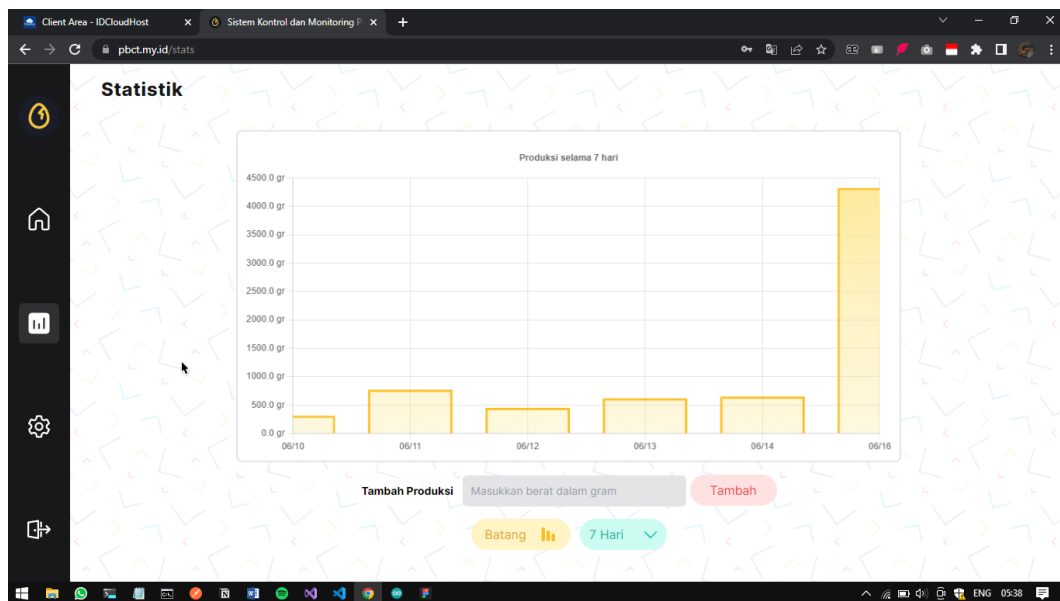 Client Area - IDCloudHost
Sistem Kontrol dan Monitoring P
pbct.my.id/stats
Statistik
Produksi selama 7 hari
4500.0 gr
4000.0 gr
3500.0 gr
3000.0 gr
2500.0 gr
2000.0 gr
1500.0 gr
1000.0 gr
500.0 gr
0.0 gr
06/10 06/11 06/12 06/13 06/14 06/16
Tambah Produksi Masukkan berat dalam gram Tambah
Batang 7 Hari
ENG 05:38